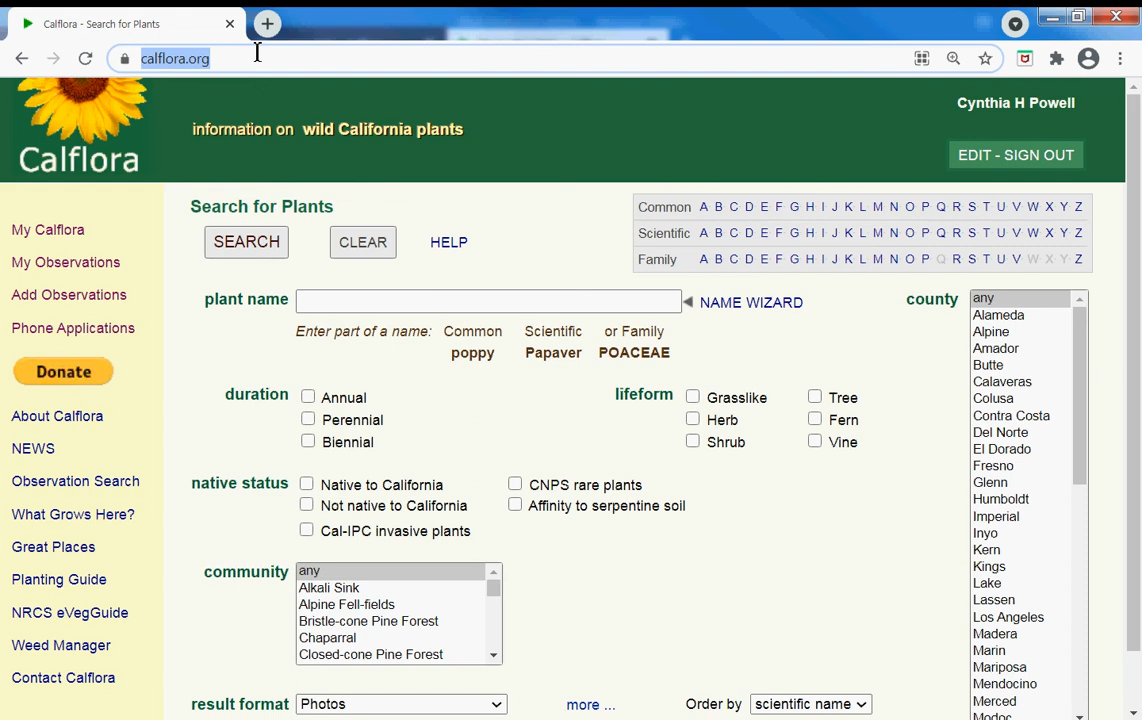 Calflora - Search for Plants
calflora.org
Calflora
information on wild California plants
Cynthia H Powell
EDIT - SIGN OUT
My Calflora
My Observations
Add Observations
Phone Applications
Donate
About Calflora
NEWS
Observation Search
What Grows Here?
Great Places
Planting Guide
NRCS eVegGuide
Weed Manager
Contact Calflora
Search for Plants
SEARCH CLEAR HELP
Common A B C D E F G H I J K L M N O P Q R S T U V W X Y Z
Scientific A B C D E F G H I J K L M N O P Q R S T U V W X Y Z
Family A B C D E F G H I J K L M N O P Q R S T U V W X Y Z
plant name NAME WIZARD
Enter part of a name: Common Scientific or Family
poppy Papaver POACEAE
duration Annual
Perennial
Biennial
lifeform Grasslike Tree
Herb Fern
Shrub Vine
native status Native to California CNPS rare plants
Not native to California Affinity to serpentine soil
Cal-IPC invasive plants
community any
Alkali Sink
Alpine Fell-fields
Bristle-cone Pine Forest
Chaparral
Closed-cone Pine Forest
result format Photos more ... Order by scientific name
county any
Alameda
Alpine
Amador
Butte
Calaveras
Colusa
Contra Costa
Del Norte
El Dorado
Fresno
Glenn
Humboldt
Imperial
Inyo
Kern
Kings
Lake
Lassen
Los Angeles
Madera
Marin
Mariposa
Mendocino
Merced
Modoc